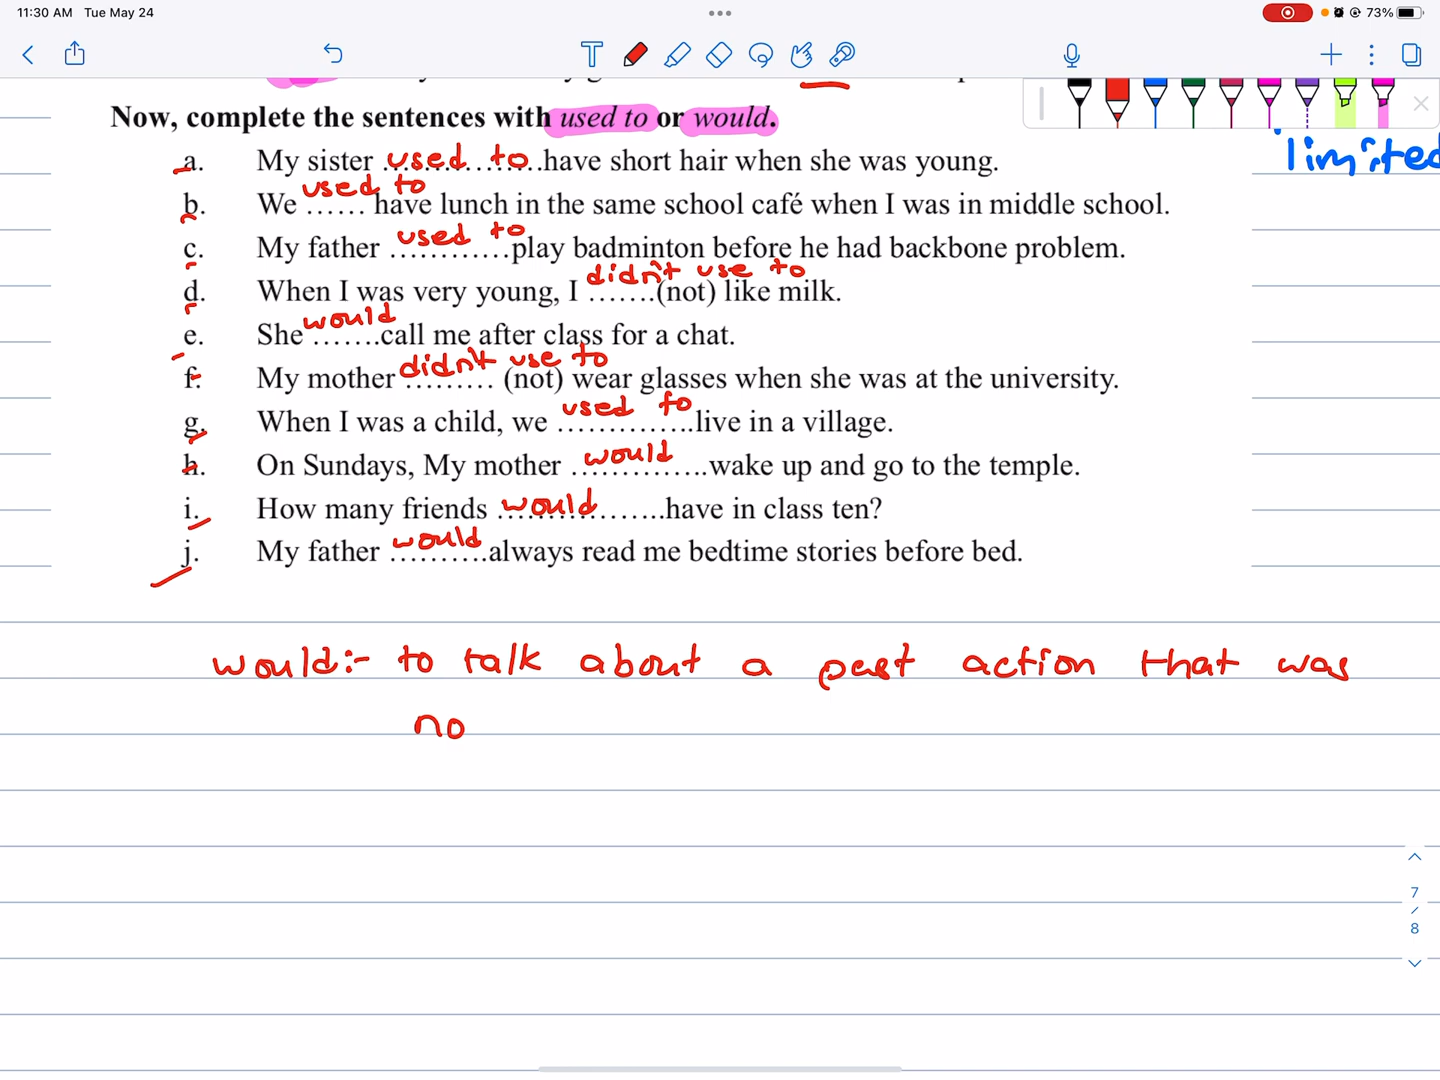 11:30 AM Tue May 24
73%
Now, complete the sentences with used to or would.
limited
a. My sister used to have short hair when she was young.
b. We used to ...... have lunch in the same school café when I was in middle school.
c. My father used to ............play badminton before he had backbone problem.
d. When I was very young, I didn't use to .......(not) like milk.
e. She would .......call me after class for a chat.
f. My mother didn't use to ......... (not) wear glasses when she was at the university.
g. When I was a child, we used to ..............live in a village.
h. On Sundays, My mother would ..............wake up and go to the temple.
i. How many friends would .................have in class ten?
j. My father would ..........always read me bedtime stories before bed.
would:- to talk about a past action that was
no
7
/
8